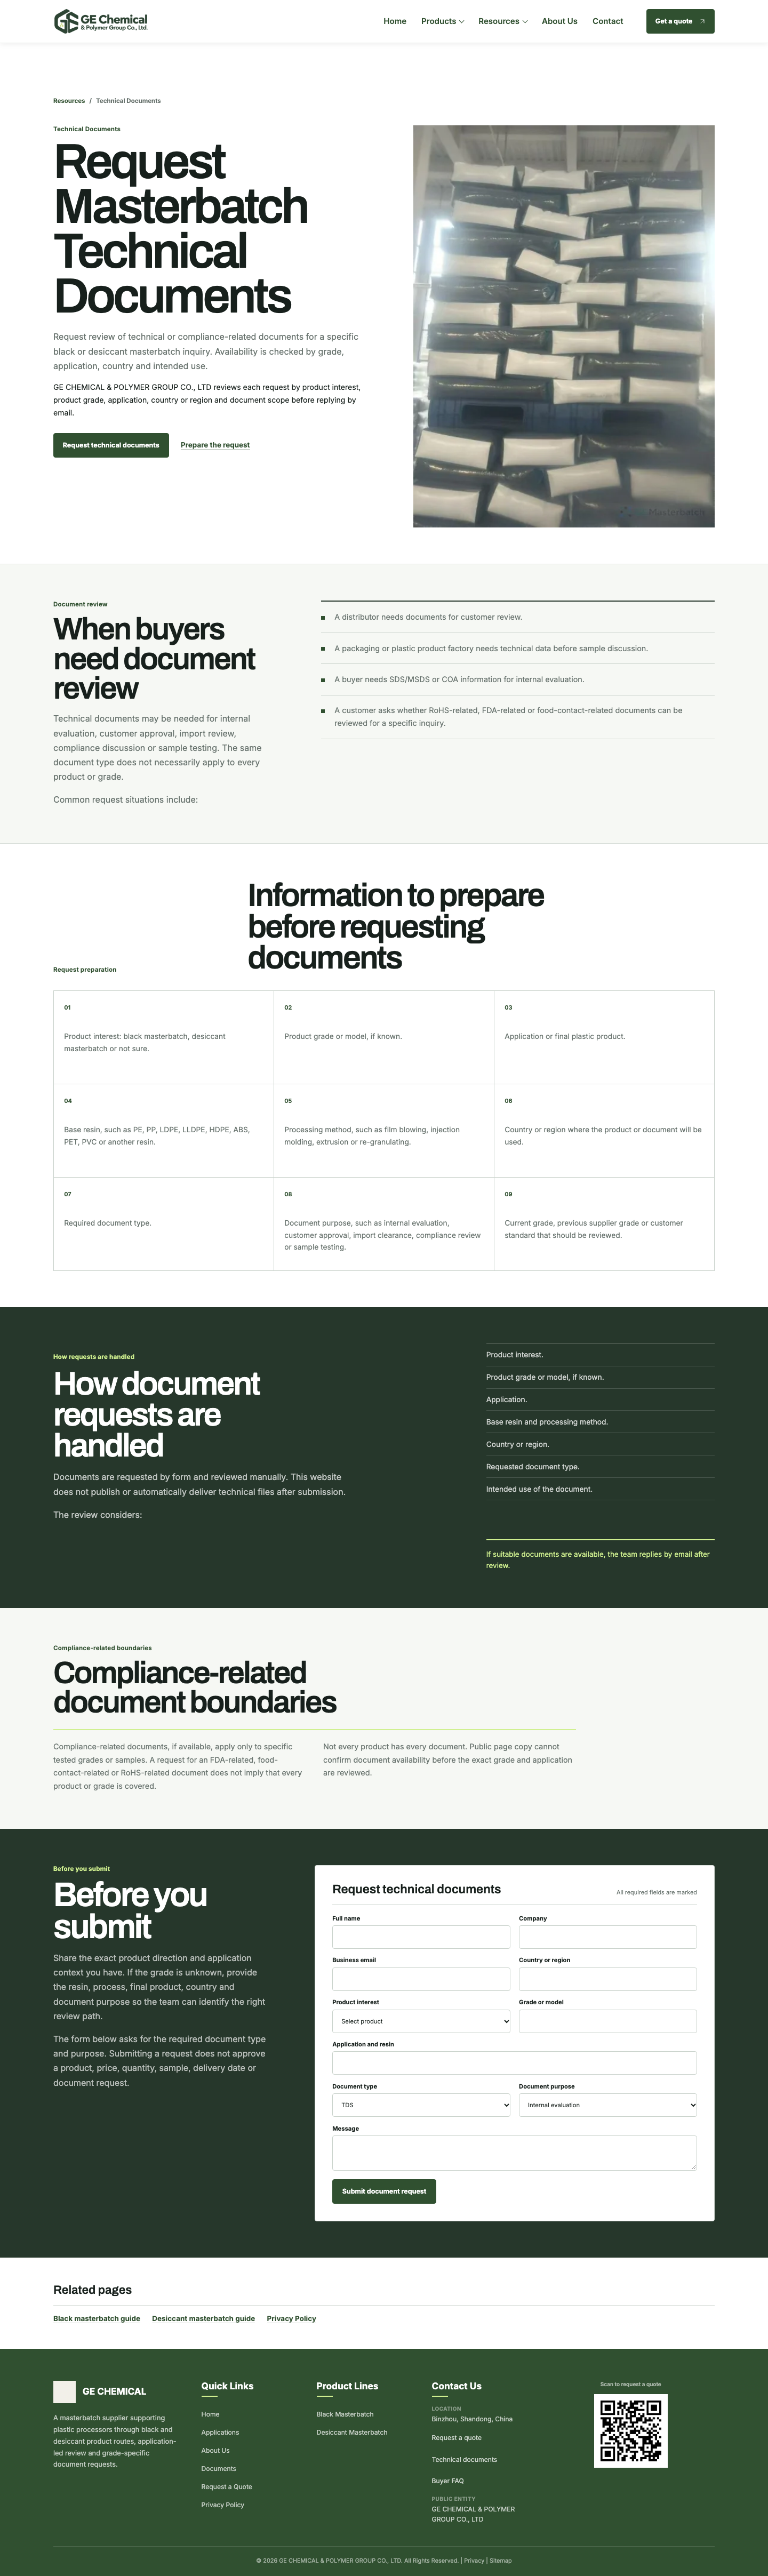 GE Chemical
& Polymer Group Co., Ltd.
Home
Products
Resources
About Us
Contact
Get a quote
Resources / Technical Documents
Technical Documents
Request
Masterbatch
Technical
Documents
Request review of technical or compliance-related documents for a specific
black or desiccant masterbatch inquiry. Availability is checked by grade,
application, country and intended use.
GE CHEMICAL & POLYMER GROUP CO., LTD reviews each request by product interest,
product grade, application, country or region and document scope before replying by
email.
Request technical documents
Prepare the request
Masterbatch
Document review
When buyers
need document
review
Technical documents may be needed for internal
evaluation, customer approval, import review,
compliance discussion or sample testing. The same
document type does not necessarily apply to every
product or grade.
Common request situations include:
A distributor needs documents for customer review.
A packaging or plastic product factory needs technical data before sample discussion.
A buyer needs SDS/MSDS or COA information for internal evaluation.
A customer asks whether RoHS-related, FDA-related or food-contact-related documents can be
reviewed for a specific inquiry.
Request preparation
Information to prepare
before requesting
documents
01
Product interest: black masterbatch, desiccant
masterbatch or not sure.
02
Product grade or model, if known.
03
Application or final plastic product.
04
Base resin, such as PE, PP, LDPE, LLDPE, HDPE, ABS,
PET, PVC or another resin.
05
Processing method, such as film blowing, injection
molding, extrusion or re-granulating.
06
Country or region where the product or document will be
used.
07
Required document type.
08
Document purpose, such as internal evaluation,
customer approval, import clearance, compliance review
or sample testing.
09
Current grade, previous supplier grade or customer
standard that should be reviewed.
How requests are handled
How document
requests are
handled
Documents are requested by form and reviewed manually. This website
does not publish or automatically deliver technical files after submission.
The review considers:
Product interest.
Product grade or model, if known.
Application.
Base resin and processing method.
Country or region.
Requested document type.
Intended use of the document.
If suitable documents are available, the team replies by email after
review.
Compliance-related boundaries
Compliance-related
document boundaries
Compliance-related documents, if available, apply only to specific
tested grades or samples. A request for an FDA-related, food-
contact-related or RoHS-related document does not imply that every
product or grade is covered.
Not every product has every document. Public page copy cannot
confirm document availability before the exact grade and application
are reviewed.
Before you submit
Before you
submit
Share the exact product direction and application
context you have. If the grade is unknown, provide
the resin, process, final product, country and
document purpose so the team can identify the right
review path.
The form below asks for the required document type
and purpose. Submitting a request does not approve
a product, price, quantity, sample, delivery date or
document request.
Request technical documents
All required fields are marked
Full name
Company
Business email
Country or region
Product interest
Select product
Grade or model
Application and resin
Document type
TDS
Document purpose
Internal evaluation
Message
Submit document request
Related pages
Black masterbatch guide
Desiccant masterbatch guide
Privacy Policy
GE CHEMICAL
A masterbatch supplier supporting
plastic processors through black and
desiccant product routes, application-
led review and grade-specific
document requests.
Quick Links
Home
Applications
About Us
Documents
Request a Quote
Privacy Policy
Product Lines
Black Masterbatch
Desiccant Masterbatch
Contact Us
LOCATION
Binzhou, Shandong, China
Request a quote
Technical documents
Buyer FAQ
PUBLIC ENTITY
GE CHEMICAL & POLYMER
GROUP CO., LTD
Scan to request a quote
© 2026 GE CHEMICAL & POLYMER GROUP CO., LTD. All Rights Reserved. | Privacy | Sitemap